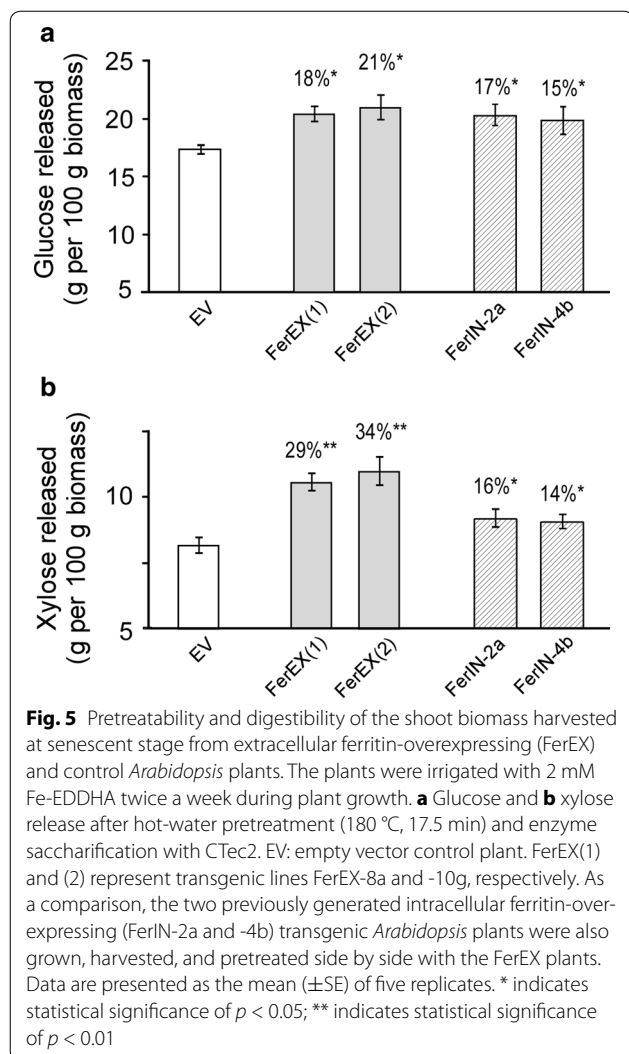 a
Glucose released
(g per 100 g biomass)
25
20
15
10
5
18%*
21%*
17%*
15%*
EV
FerEX(1)
FerEX(2)
FerIN-2a
FerIN-4b
b
Xylose released
(g per 100 g biomass)
10
5
29%**
34%**
16%*
14%*
EV
FerEX(1)
FerEX(2)
FerIN-2a
FerIN-4b
Fig. 5 Pretreatability and digestibility of the shoot biomass harvested
at senescent stage from extracellular ferritin-overexpressing (FerEX)
and control Arabidopsis plants. The plants were irrigated with 2 mM
Fe-EDDHA twice a week during plant growth. a Glucose and b xylose
release after hot-water pretreatment (180 °C, 17.5 min) and enzyme
saccharification with CTec2. EV: empty vector control plant. FerEX(1)
and (2) represent transgenic lines FerEX-8a and -10g, respectively. As
a comparison, the two previously generated intracellular ferritin-over-
expressing (FerIN-2a and -4b) transgenic Arabidopsis plants were also
grown, harvested, and pretreated side by side with the FerEX plants.
Data are presented as the mean (±SE) of five replicates. * indicates
statistical significance of p < 0.05; ** indicates statistical significance
of p < 0.01